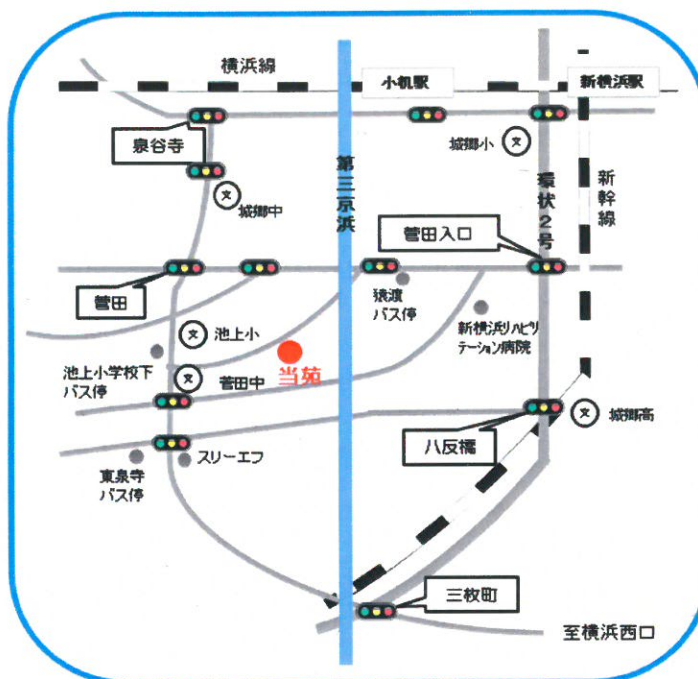 横浜線
小机駅
新横浜駅
泉谷寺
城郷小
文
第三京浜
環状2号
新幹線
文
城郷中
菅田入口
菅田
猿渡
バス停
新横浜リハビリ
テーション病院
文
池上小
池上小学校下
バス停
当苑
文
菅田中
文
城郷高
八反橋
スリーエフ
東泉寺
バス停
三枚町
至横浜西口